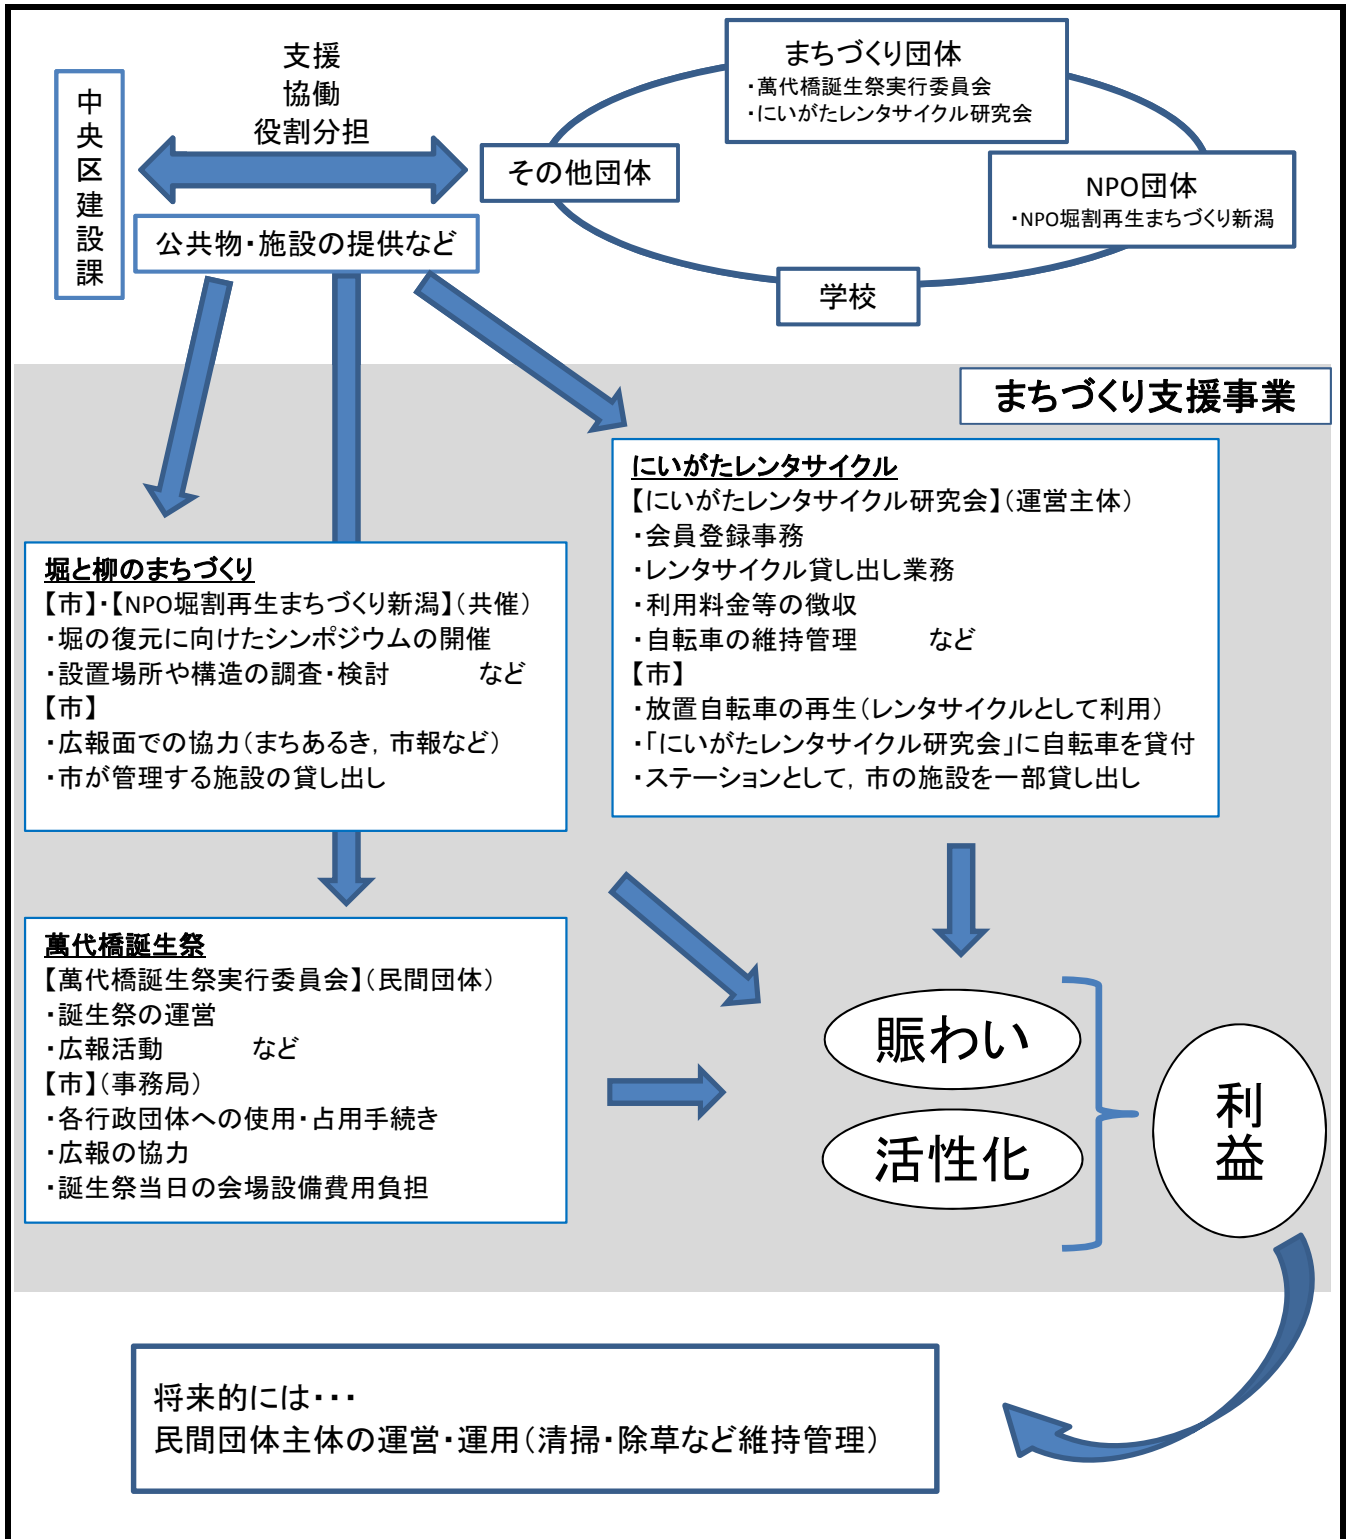 支援
協働
役割分担
中央区建設課
公共物・施設の提供など
まちづくり団体
・萬代橋誕生祭実行委員会
・にいがたレンタサイクル研究会
その他団体
NPO団体
・NPO堀割再生まちづくり新潟
学校
まちづくり支援事業
にいがたレンタサイクル
【にいがたレンタサイクル研究会】（運営主体）
・会員登録事務
・レンタサイクル貸し出し業務
・利用料金等の徴収
・自転車の維持管理　　　など
【市】
・放置自転車の再生（レンタサイクルとして利用）
・「にいがたレンタサイクル研究会」に自転車を貸付
・ステーションとして，市の施設を一部貸し出し
堀と柳のまちづくり
【市】・【NPO堀割再生まちづくり新潟】（共催）
・堀の復元に向けたシンポジウムの開催
・設置場所や構造の調査・検討　　　　など
【市】
・広報面での協力（まちあるき，市報など）
・市が管理する施設の貸し出し
萬代橋誕生祭
【萬代橋誕生祭実行委員会】（民間団体）
・誕生祭の運営
・広報活動　　　　など
【市】（事務局）
・各行政団体への使用・占用手続き
・広報の協力
・誕生祭当日の会場設備費用負担
賑わい
活性化
利益
将来的には・・・
民間団体主体の運営・運用（清掃・除草など維持管理）